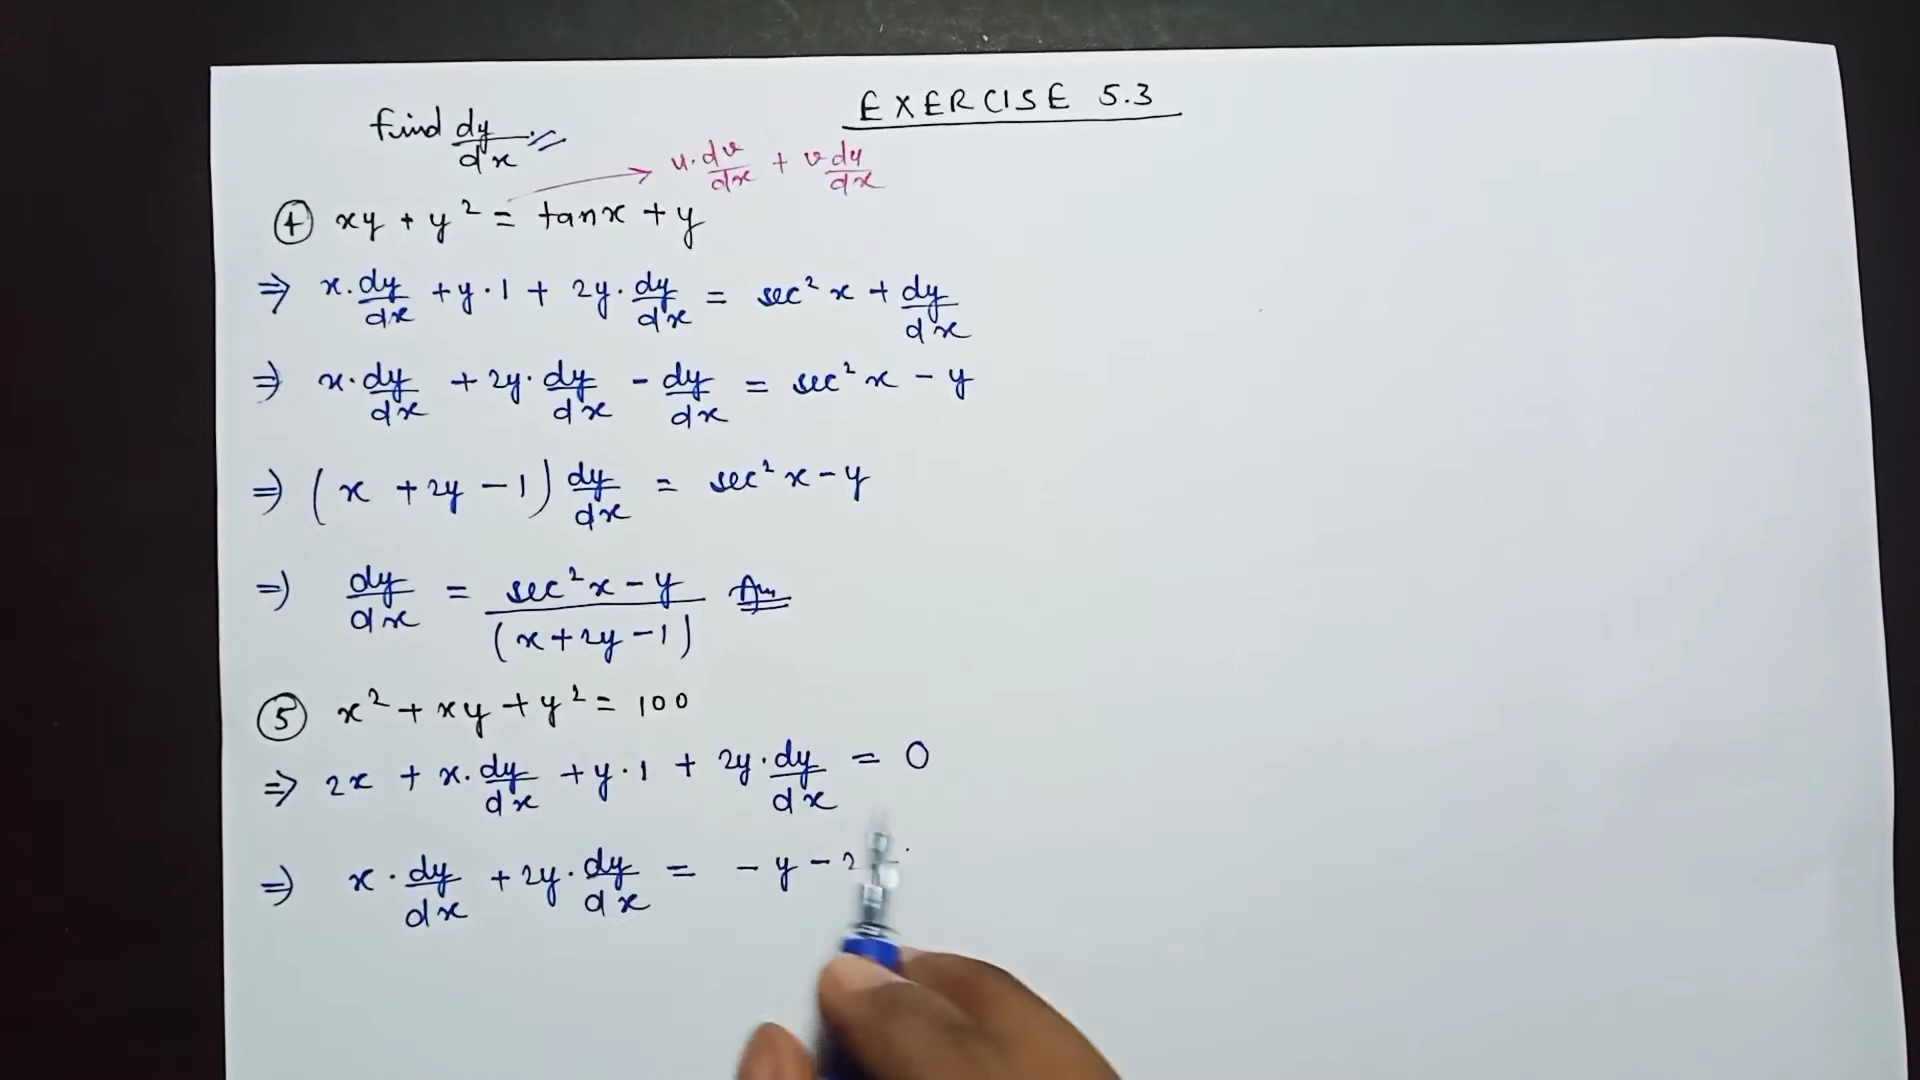 EXERCISE 5.3
find dy/dx
u·dv/dx + v du/dx
④ xy + y² = tanx + y
⇒ x·dy/dx + y·1 + 2y·dy/dx = sec²x + dy/dx
⇒ x·dy/dx + 2y·dy/dx - dy/dx = sec²x - y
⇒ (x + 2y - 1) dy/dx = sec²x - y
⇒ dy/dx = sec²x - y/(x + 2y - 1) Ans
⑤ x² + xy + y² = 100
⇒ 2x + x·dy/dx + y·1 + 2y·dy/dx = 0
⇒ x·dy/dx + 2y·dy/dx = - y - 2